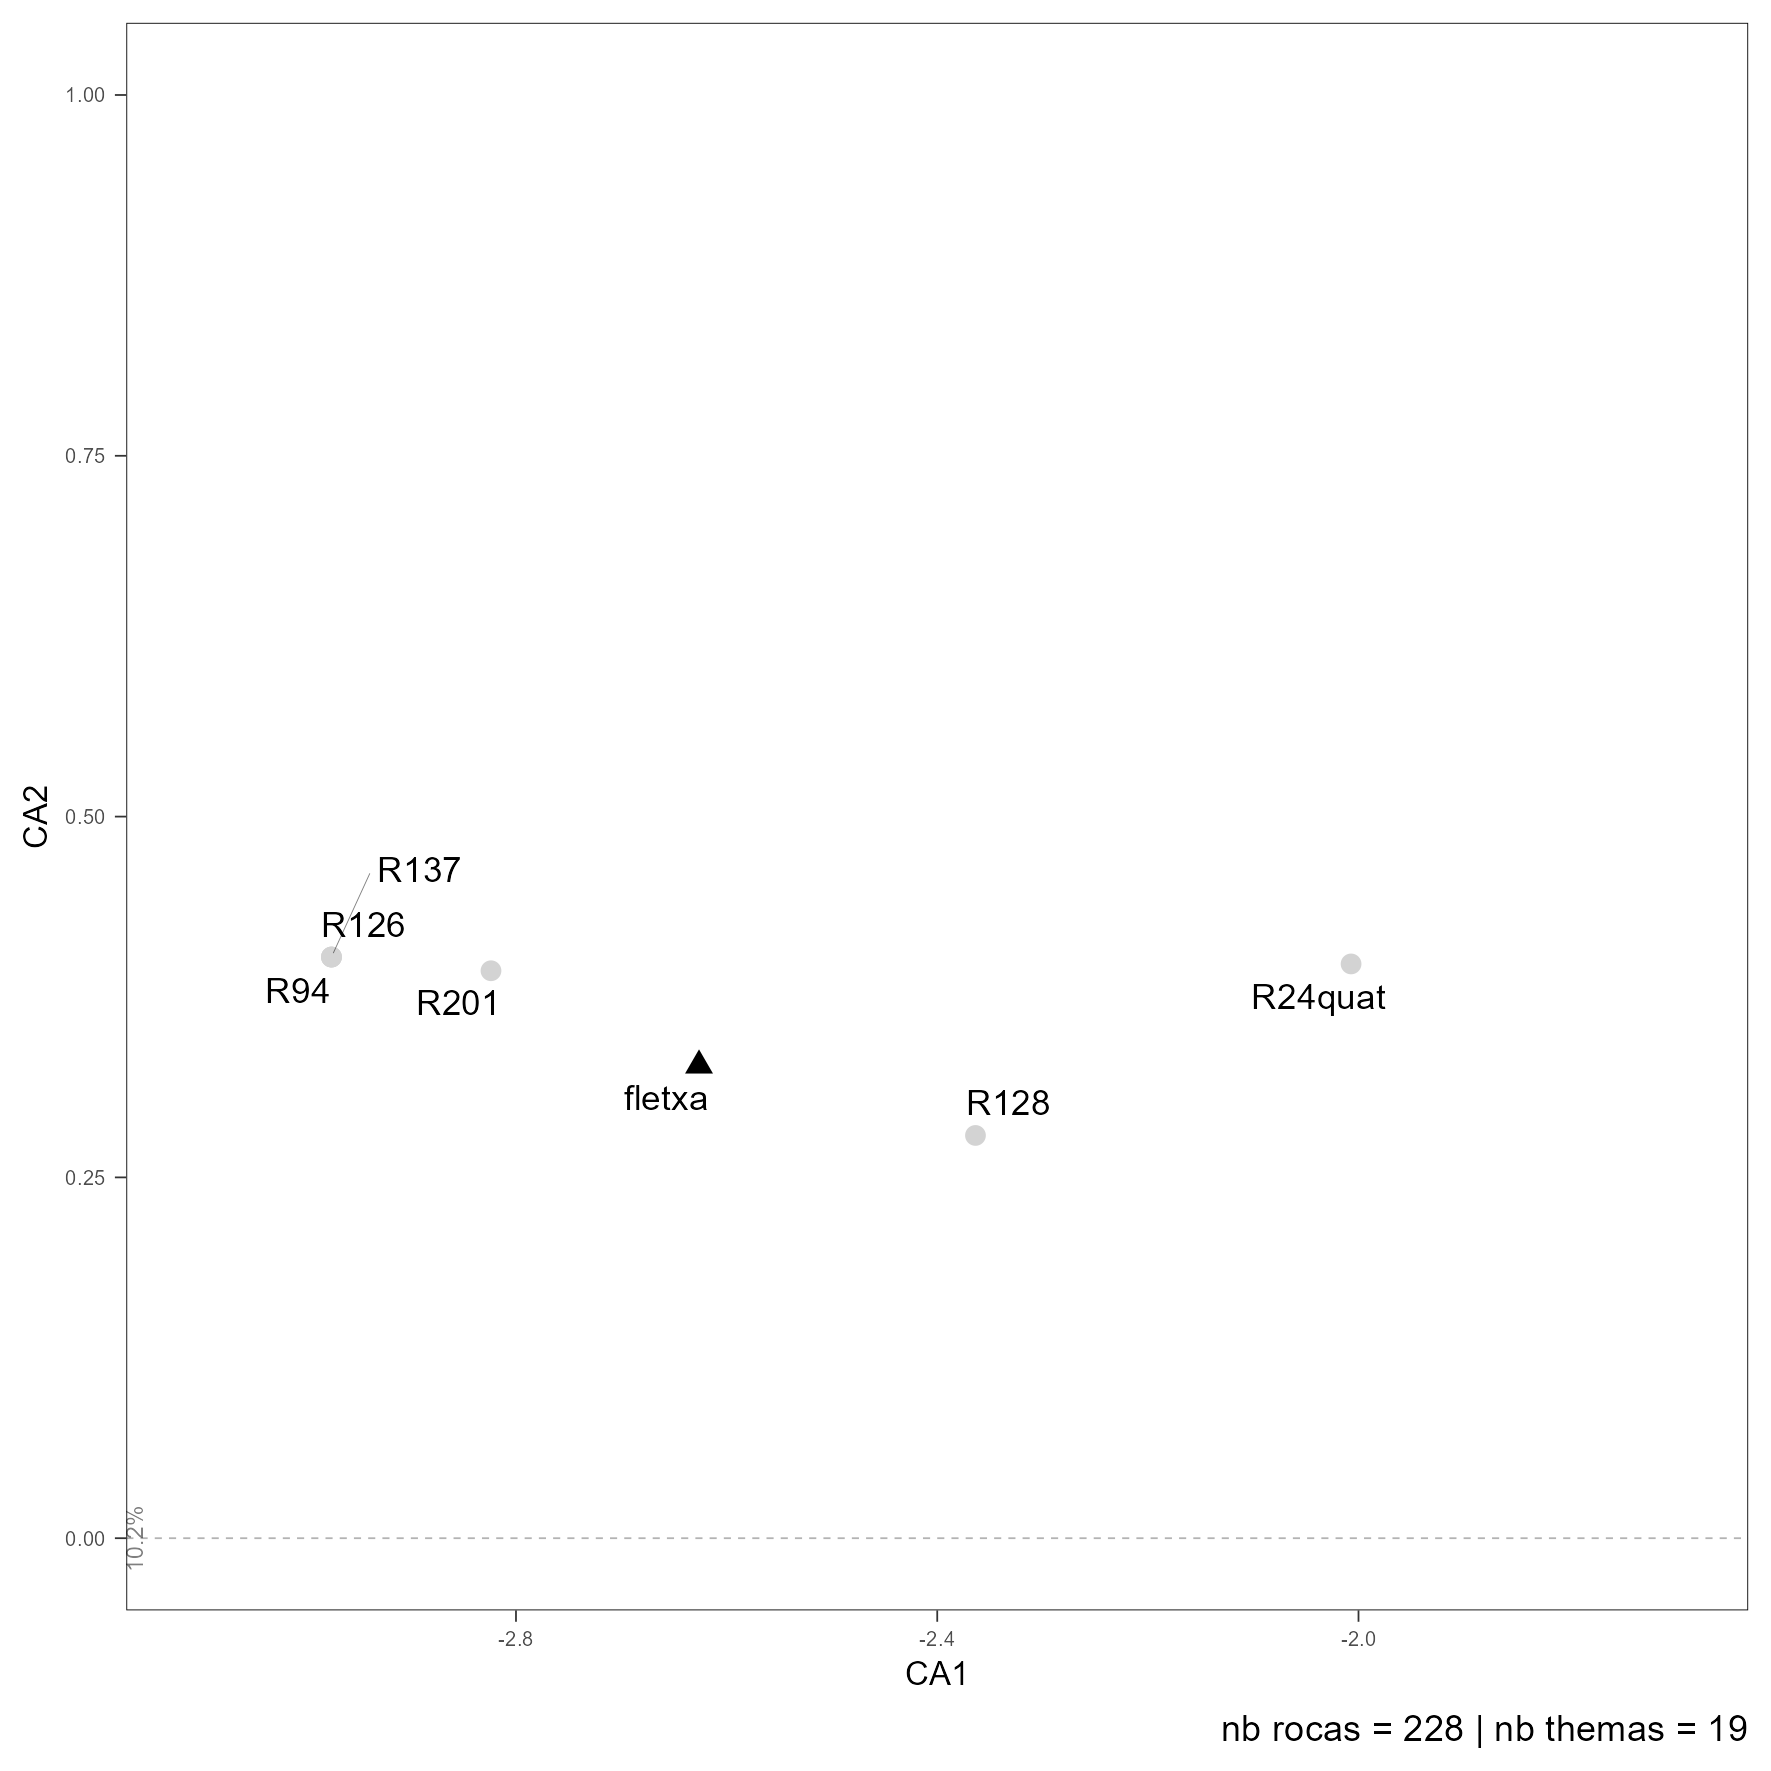 1.00
0.75
CA2
0.50
R137
R126
R94
R201
R24quat
fletxa
R128
0.25
10.2%
0.00
-2.8
-2.4
-2.0
CA1
nb rocas = 228 | nb themas = 19